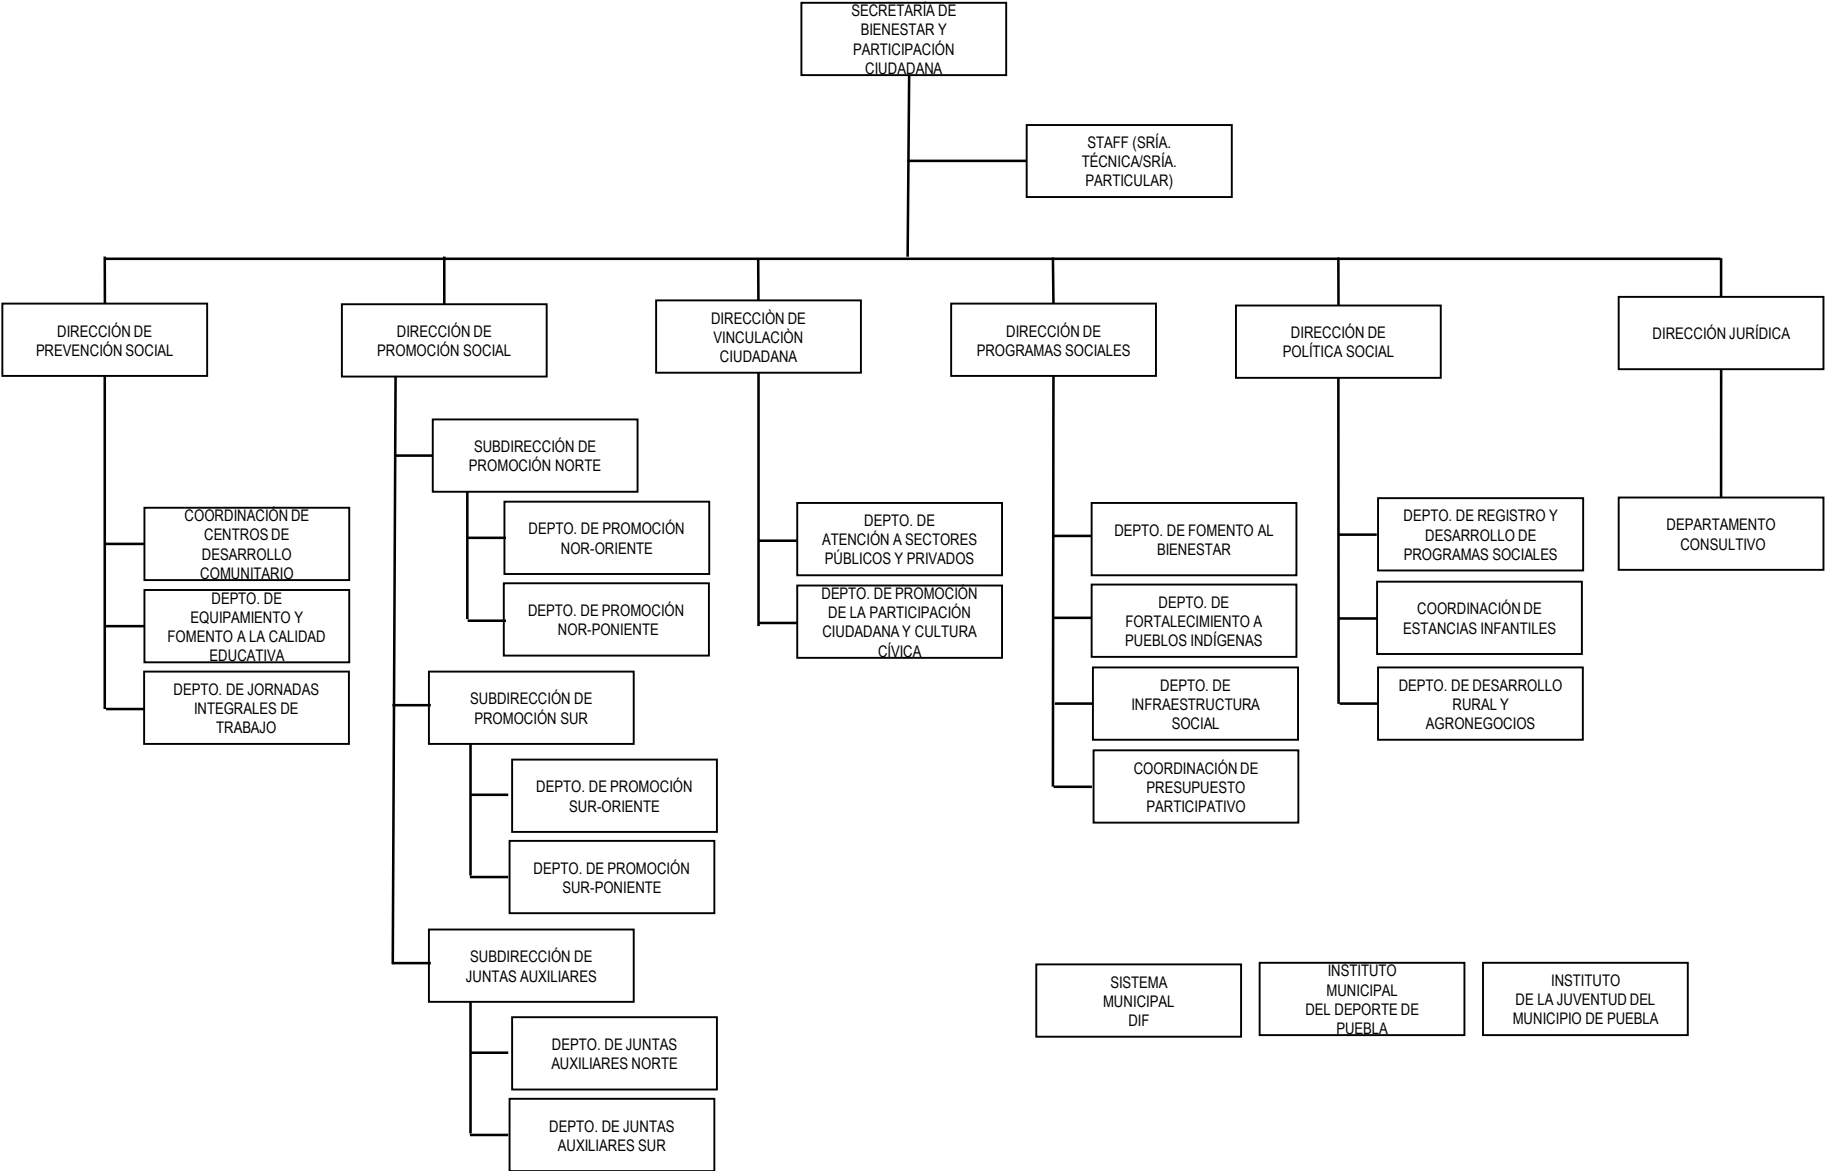 SECRETARÍA DE
BIENESTAR Y
PARTICIPACIÓN
CIUDADANA
STAFF (SRÍA.
TÉCNICA/SRÍA.
PARTICULAR)
DIRECCIÓN DE
PREVENCIÓN SOCIAL
COORDINACIÓN DE
CENTROS DE
DESARROLLO
COMUNITARIO
DEPTO. DE
EQUIPAMIENTO Y
FOMENTO A LA CALIDAD
EDUCATIVA
DEPTO. DE JORNADAS
INTEGRALES DE
TRABAJO
DIRECCIÓN DE
PROMOCIÓN SOCIAL
SUBDIRECCIÓN DE
PROMOCIÓN NORTE
DEPTO. DE PROMOCIÓN
NOR-ORIENTE
DEPTO. DE PROMOCIÓN
NOR-PONIENTE
SUBDIRECCIÓN DE
PROMOCIÓN SUR
DEPTO. DE PROMOCIÓN
SUR-ORIENTE
DEPTO. DE PROMOCIÓN
SUR-PONIENTE
SUBDIRECCIÓN DE
JUNTAS AUXILIARES
DEPTO. DE JUNTAS
AUXILIARES NORTE
DEPTO. DE JUNTAS
AUXILIARES SUR
DIRECCIÒN DE
VINCULACIÒN
CIUDADANA
DEPTO. DE
ATENCIÓN A SECTORES
PÚBLICOS Y PRIVADOS
DEPTO. DE PROMOCIÓN
DE LA PARTICIPACIÓN
CIUDADANA Y CULTURA
CÍVICA
DIRECCIÓN DE
PROGRAMAS SOCIALES
DEPTO. DE FOMENTO AL
BIENESTAR
DEPTO. DE
FORTALECIMIENTO A
PUEBLOS INDÍGENAS
DEPTO. DE
INFRAESTRUCTURA
SOCIAL
COORDINACIÓN DE
PRESUPUESTO
PARTICIPATIVO
DIRECCIÓN DE
POLÍTICA SOCIAL
DEPTO. DE REGISTRO Y
DESARROLLO DE
PROGRAMAS SOCIALES
COORDINACIÓN DE
ESTANCIAS INFANTILES
DEPTO. DE DESARROLLO
RURAL Y
AGRONEGOCIOS
DIRECCIÓN JURÍDICA
DEPARTAMENTO
CONSULTIVO
SISTEMA
MUNICIPAL
DIF
INSTITUTO
MUNICIPAL
DEL DEPORTE DE
PUEBLA
INSTITUTO
DE LA JUVENTUD DEL
MUNICIPIO DE PUEBLA